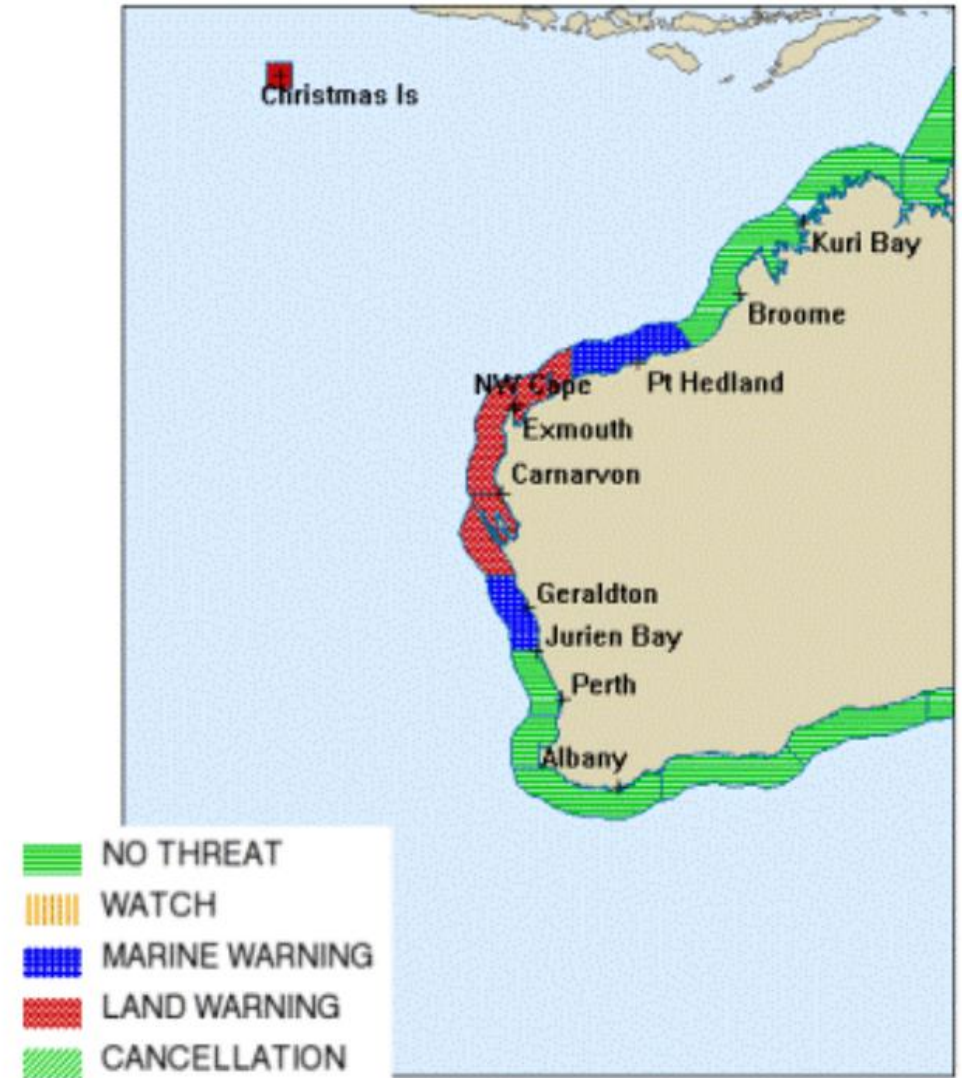 Christmas Is
Kuri Bay
Broome
NW Cape
Pt Hedland
Exmouth
Carnarvon
Geraldton
Jurien Bay
Perth
Albany
NO THREAT
WATCH
MARINE WARNING
LAND WARNING
CANCELLATION